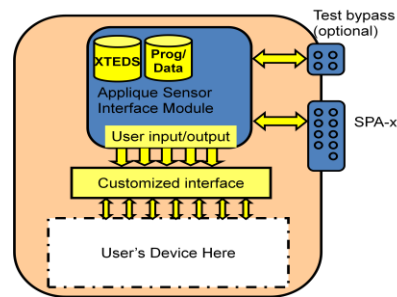 Test bypass
(optional)
XTEDS
Prog/
Data
Applique Sensor
Interface Module
SPA-x
User input/output
Customized interface
User's Device Here